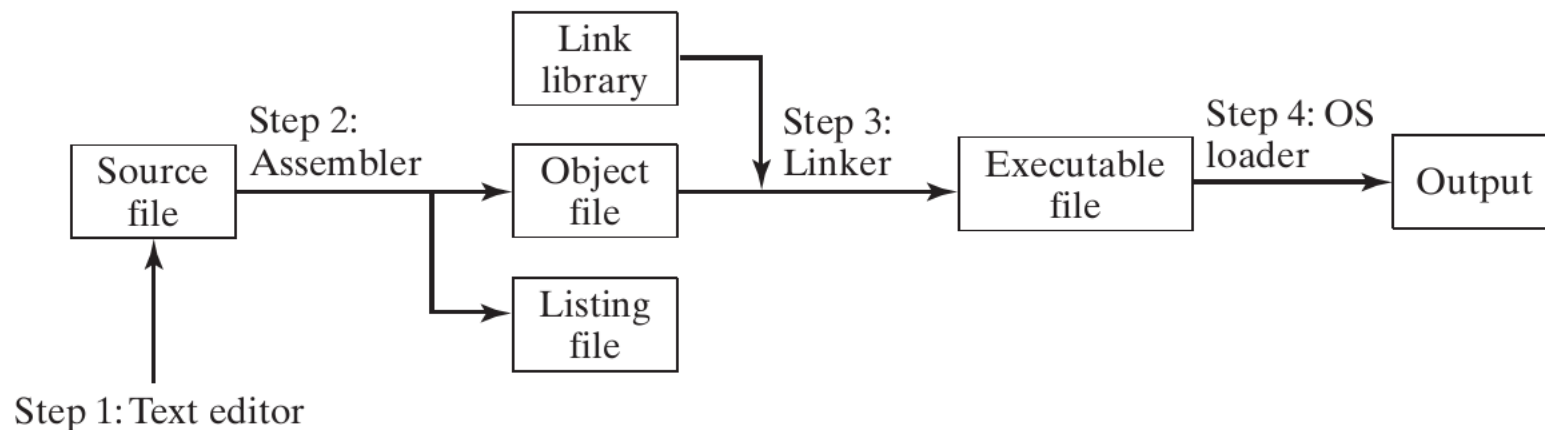 Link
library
Step 2:
Assembler
Step 3:
Linker
Step 4: OS
loader
Source
file
Object
file
Executable
file
Output
Listing
file
Step 1: Text editor